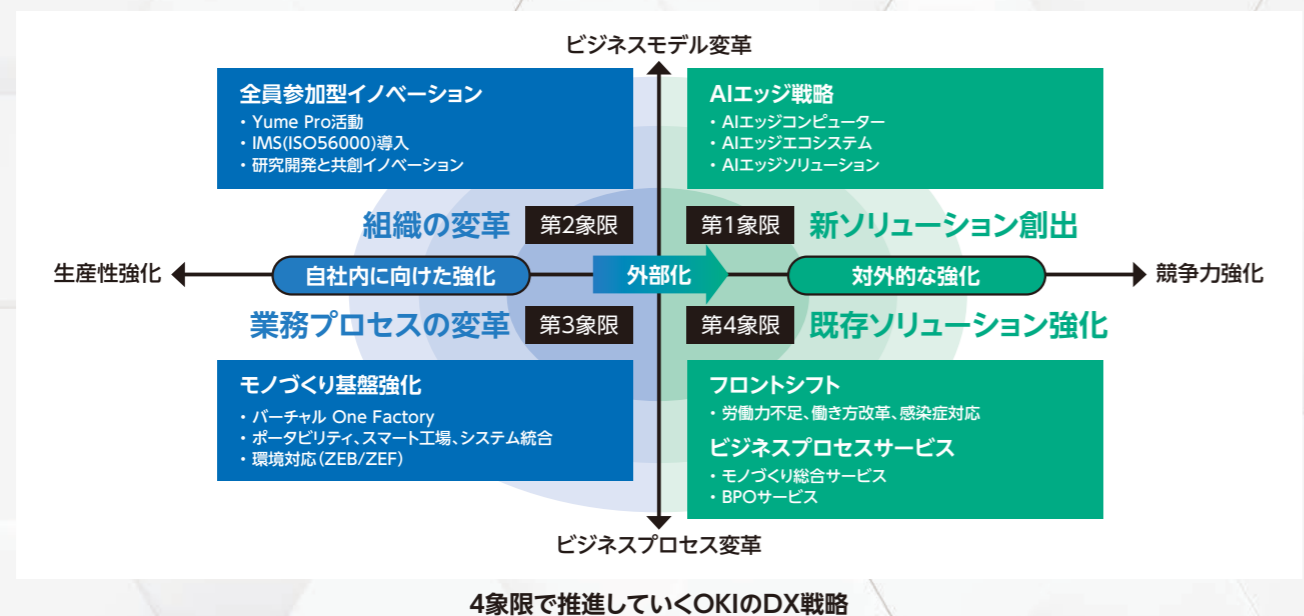 ビジネスモデル変革
全員参加型イノベーション
・Yume Pro活動
・IMS(ISO56000)導入
・研究開発と共創イノベーション
AIエッジ戦略
・AIエッジコンピューター
・AIエッジエコシステム
・AIエッジソリューション
組織の変革 第2象限
第1象限 新ソリューション創出
生産性強化 自社内に向けた強化 外部化 対外的な強化 競争力強化
業務プロセスの変革 第3象限
第4象限 既存ソリューション強化
モノづくり基盤強化
・バーチャル One Factory
・ポータビリティ、スマート工場、システム統合
・環境対応(ZEB/ZEF)
フロントシフト
・労働力不足、働き方改革、感染症対応
ビジネスプロセスサービス
・モノづくり総合サービス
・BPOサービス
ビジネスプロセス変革
4象限で推進していくOKIのDX戦略